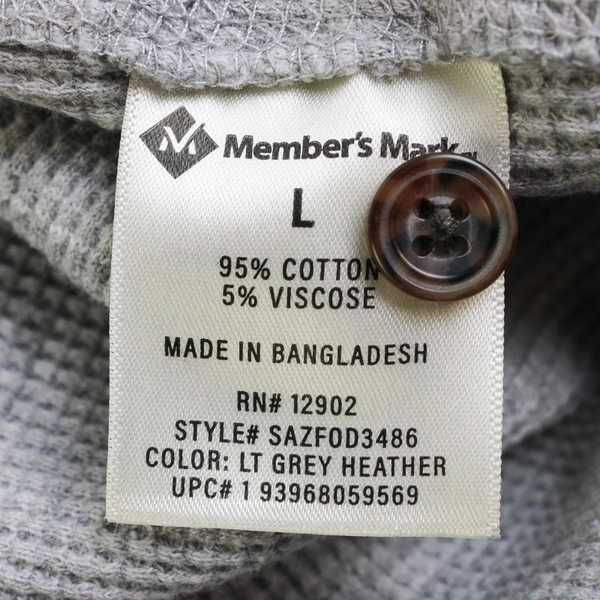 Member's Mark
L
95% COTTON
5% VISCOSE
MADE IN BANGLADESH
RN# 12902
STYLE# SAZFOD3486
COLOR: LT GREY HEATHER
UPC# 1 93968059569